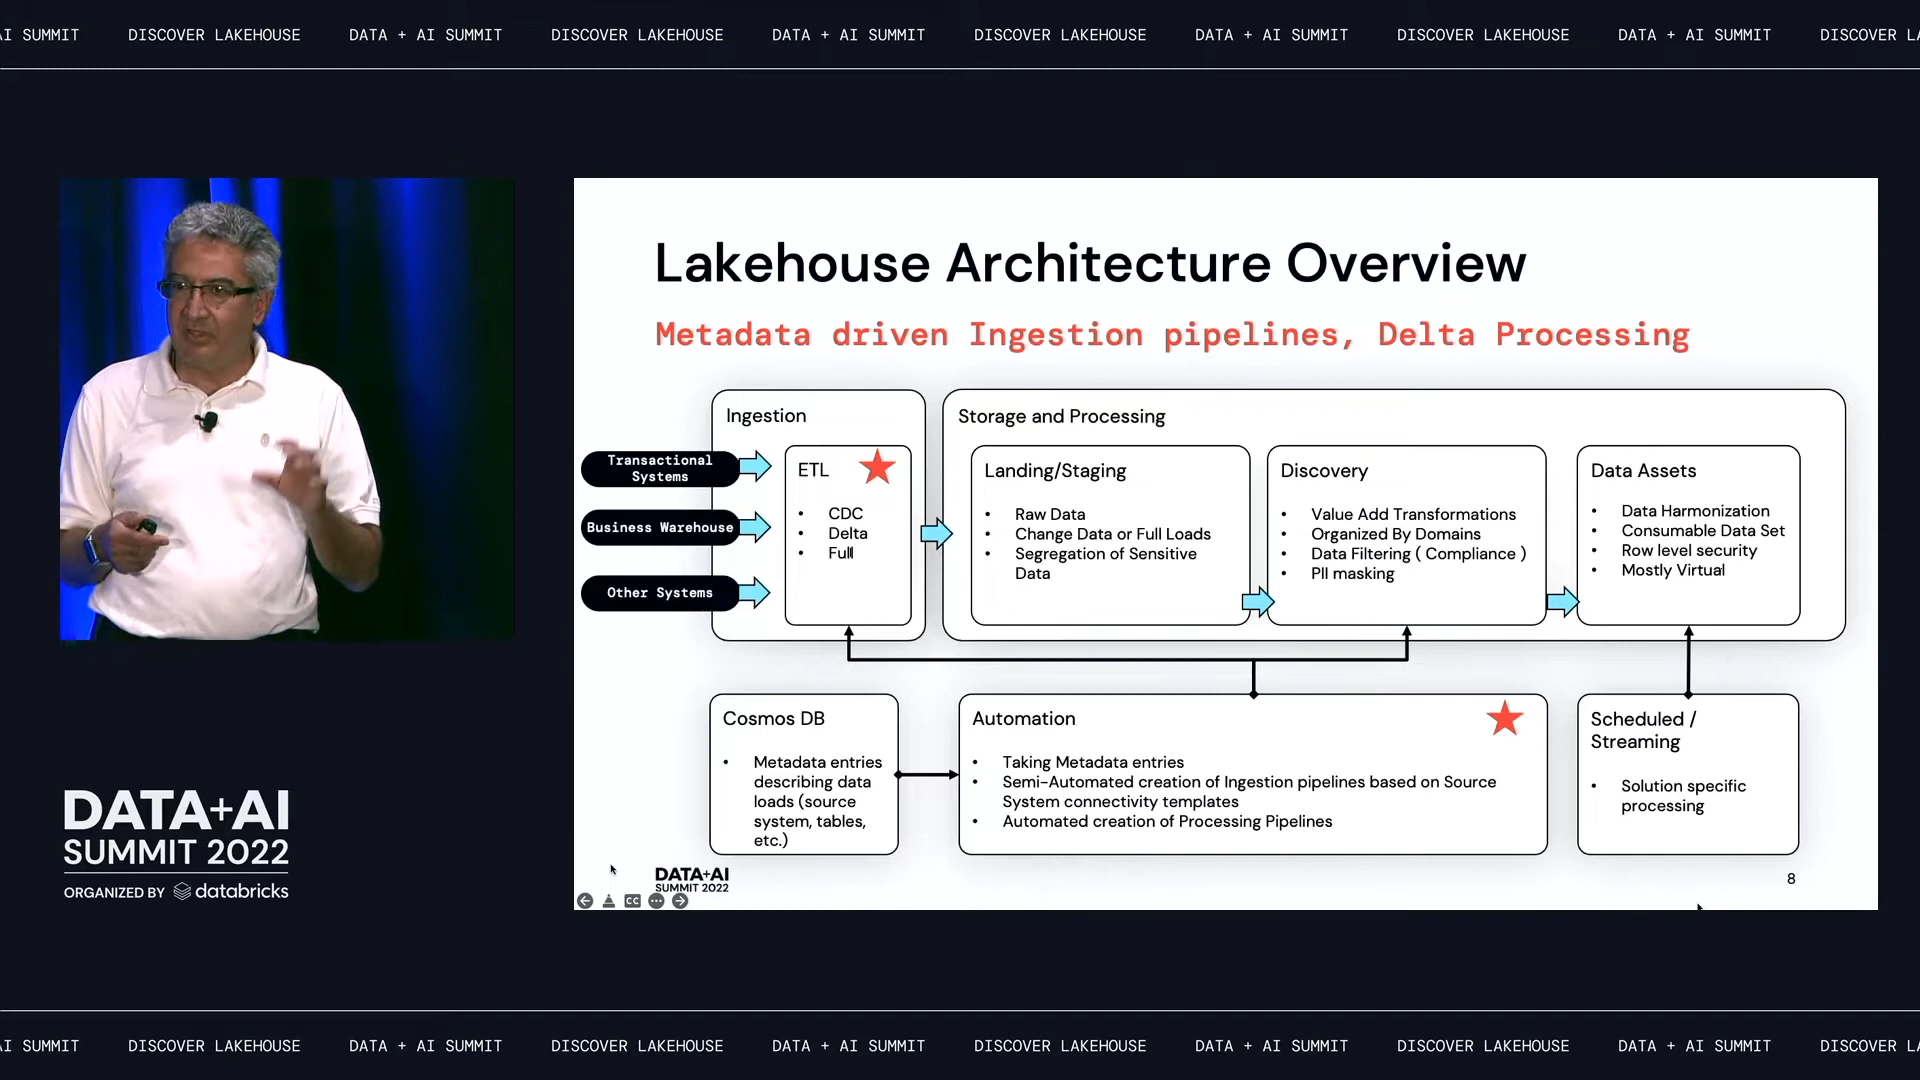 AI SUMMIT DISCOVER LAKEHOUSE DATA + AI SUMMIT DISCOVER LAKEHOUSE DATA + AI SUMMIT DISCOVER LAKEHOUSE DATA + AI SUMMIT DISCOVER LAKEHOUSE DATA + AI SUMMIT DISCOVER L
Lakehouse Architecture Overview
Metadata driven Ingestion pipelines, Delta Processing
Ingestion
Transactional
Systems
Business Warehouse
Other Systems
ETL
• CDC
• Delta
• Full
Storage and Processing
Landing/Staging
• Raw Data
• Change Data or Full Loads
• Segregation of Sensitive
Data
Discovery
• Value Add Transformations
• Organized By Domains
• Data Filtering ( Compliance )
• PII masking
Data Assets
• Data Harmonization
• Consumable Data Set
• Row level security
• Mostly Virtual
Cosmos DB
• Metadata entries
describing data
loads (source
system, tables,
etc.)
Automation
• Taking Metadata entries
• Semi-Automated creation of Ingestion pipelines based on Source
System connectivity templates
• Automated creation of Processing Pipelines
Scheduled /
Streaming
• Solution specific
processing
DATA+AI
SUMMIT 2022
8
CC
DATA+AI
SUMMIT 2022
ORGANIZED BY databricks
AI SUMMIT DISCOVER LAKEHOUSE DATA + AI SUMMIT DISCOVER LAKEHOUSE DATA + AI SUMMIT DISCOVER LAKEHOUSE DATA + AI SUMMIT DISCOVER LAKEHOUSE DATA + AI SUMMIT DISCOVER L